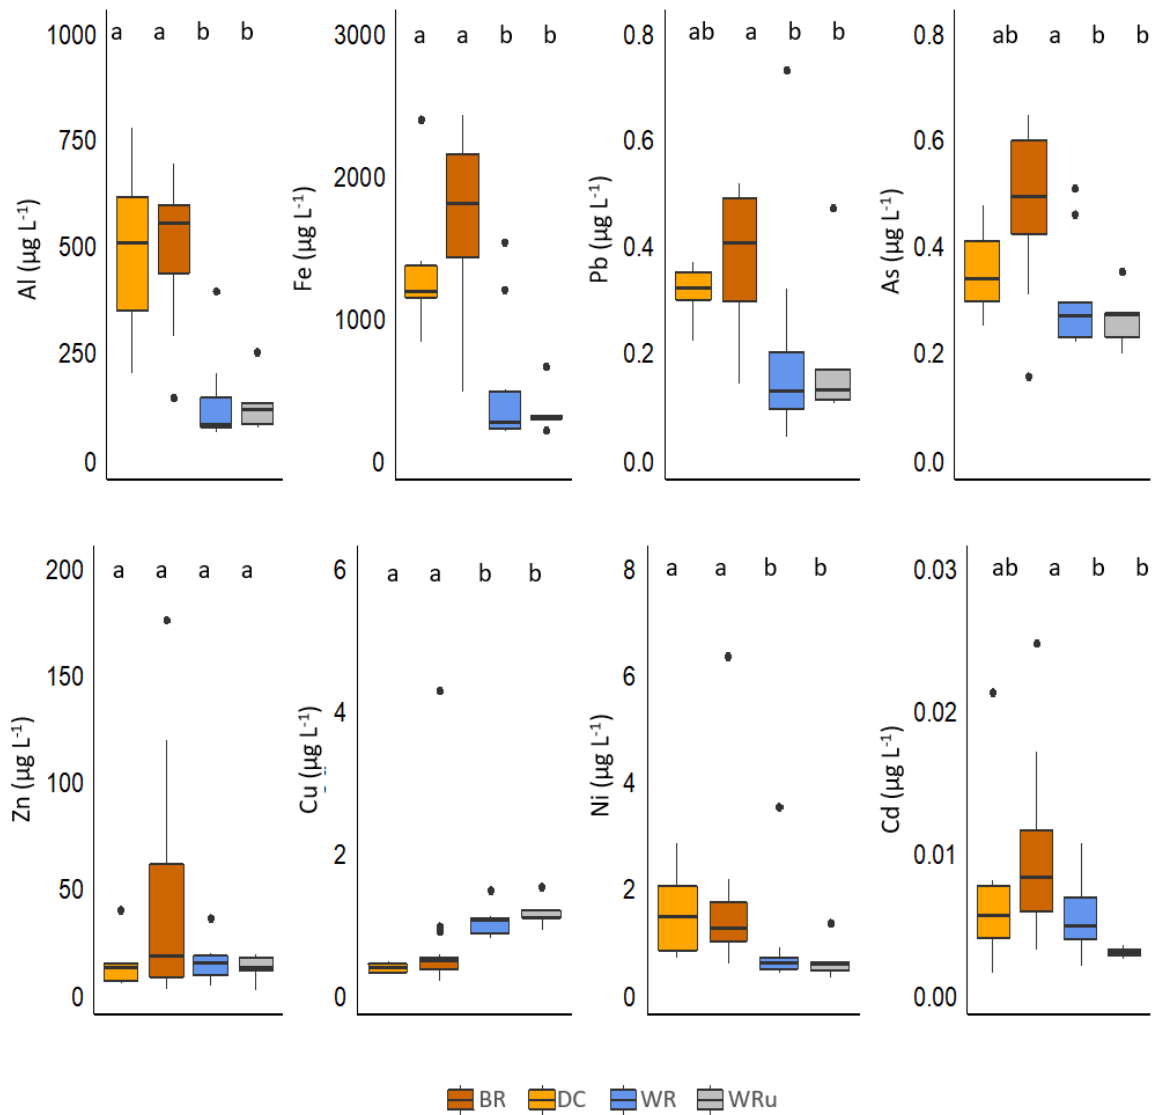 1000 a a b b
750
500
250
0
Al (µg L⁻¹)
3000 a a b b
2000
1000
0
Fe (µg L⁻¹)
0.8 ab a b b
0.6
0.4
0.2
0.0
Pb (µg L⁻¹)
0.8 ab a b b
0.6
0.4
0.2
0.0
As (µg L⁻¹)
200 a a a a
150
100
50
0
Zn (µg L⁻¹)
6 a a b b
4
2
0
Cu (µg L⁻¹)
8 a a b b
6
4
2
0
Ni (µg L⁻¹)
0.03 ab a b b
0.02
0.01
0.00
Cd (µg L⁻¹)
BR DC WR WRu